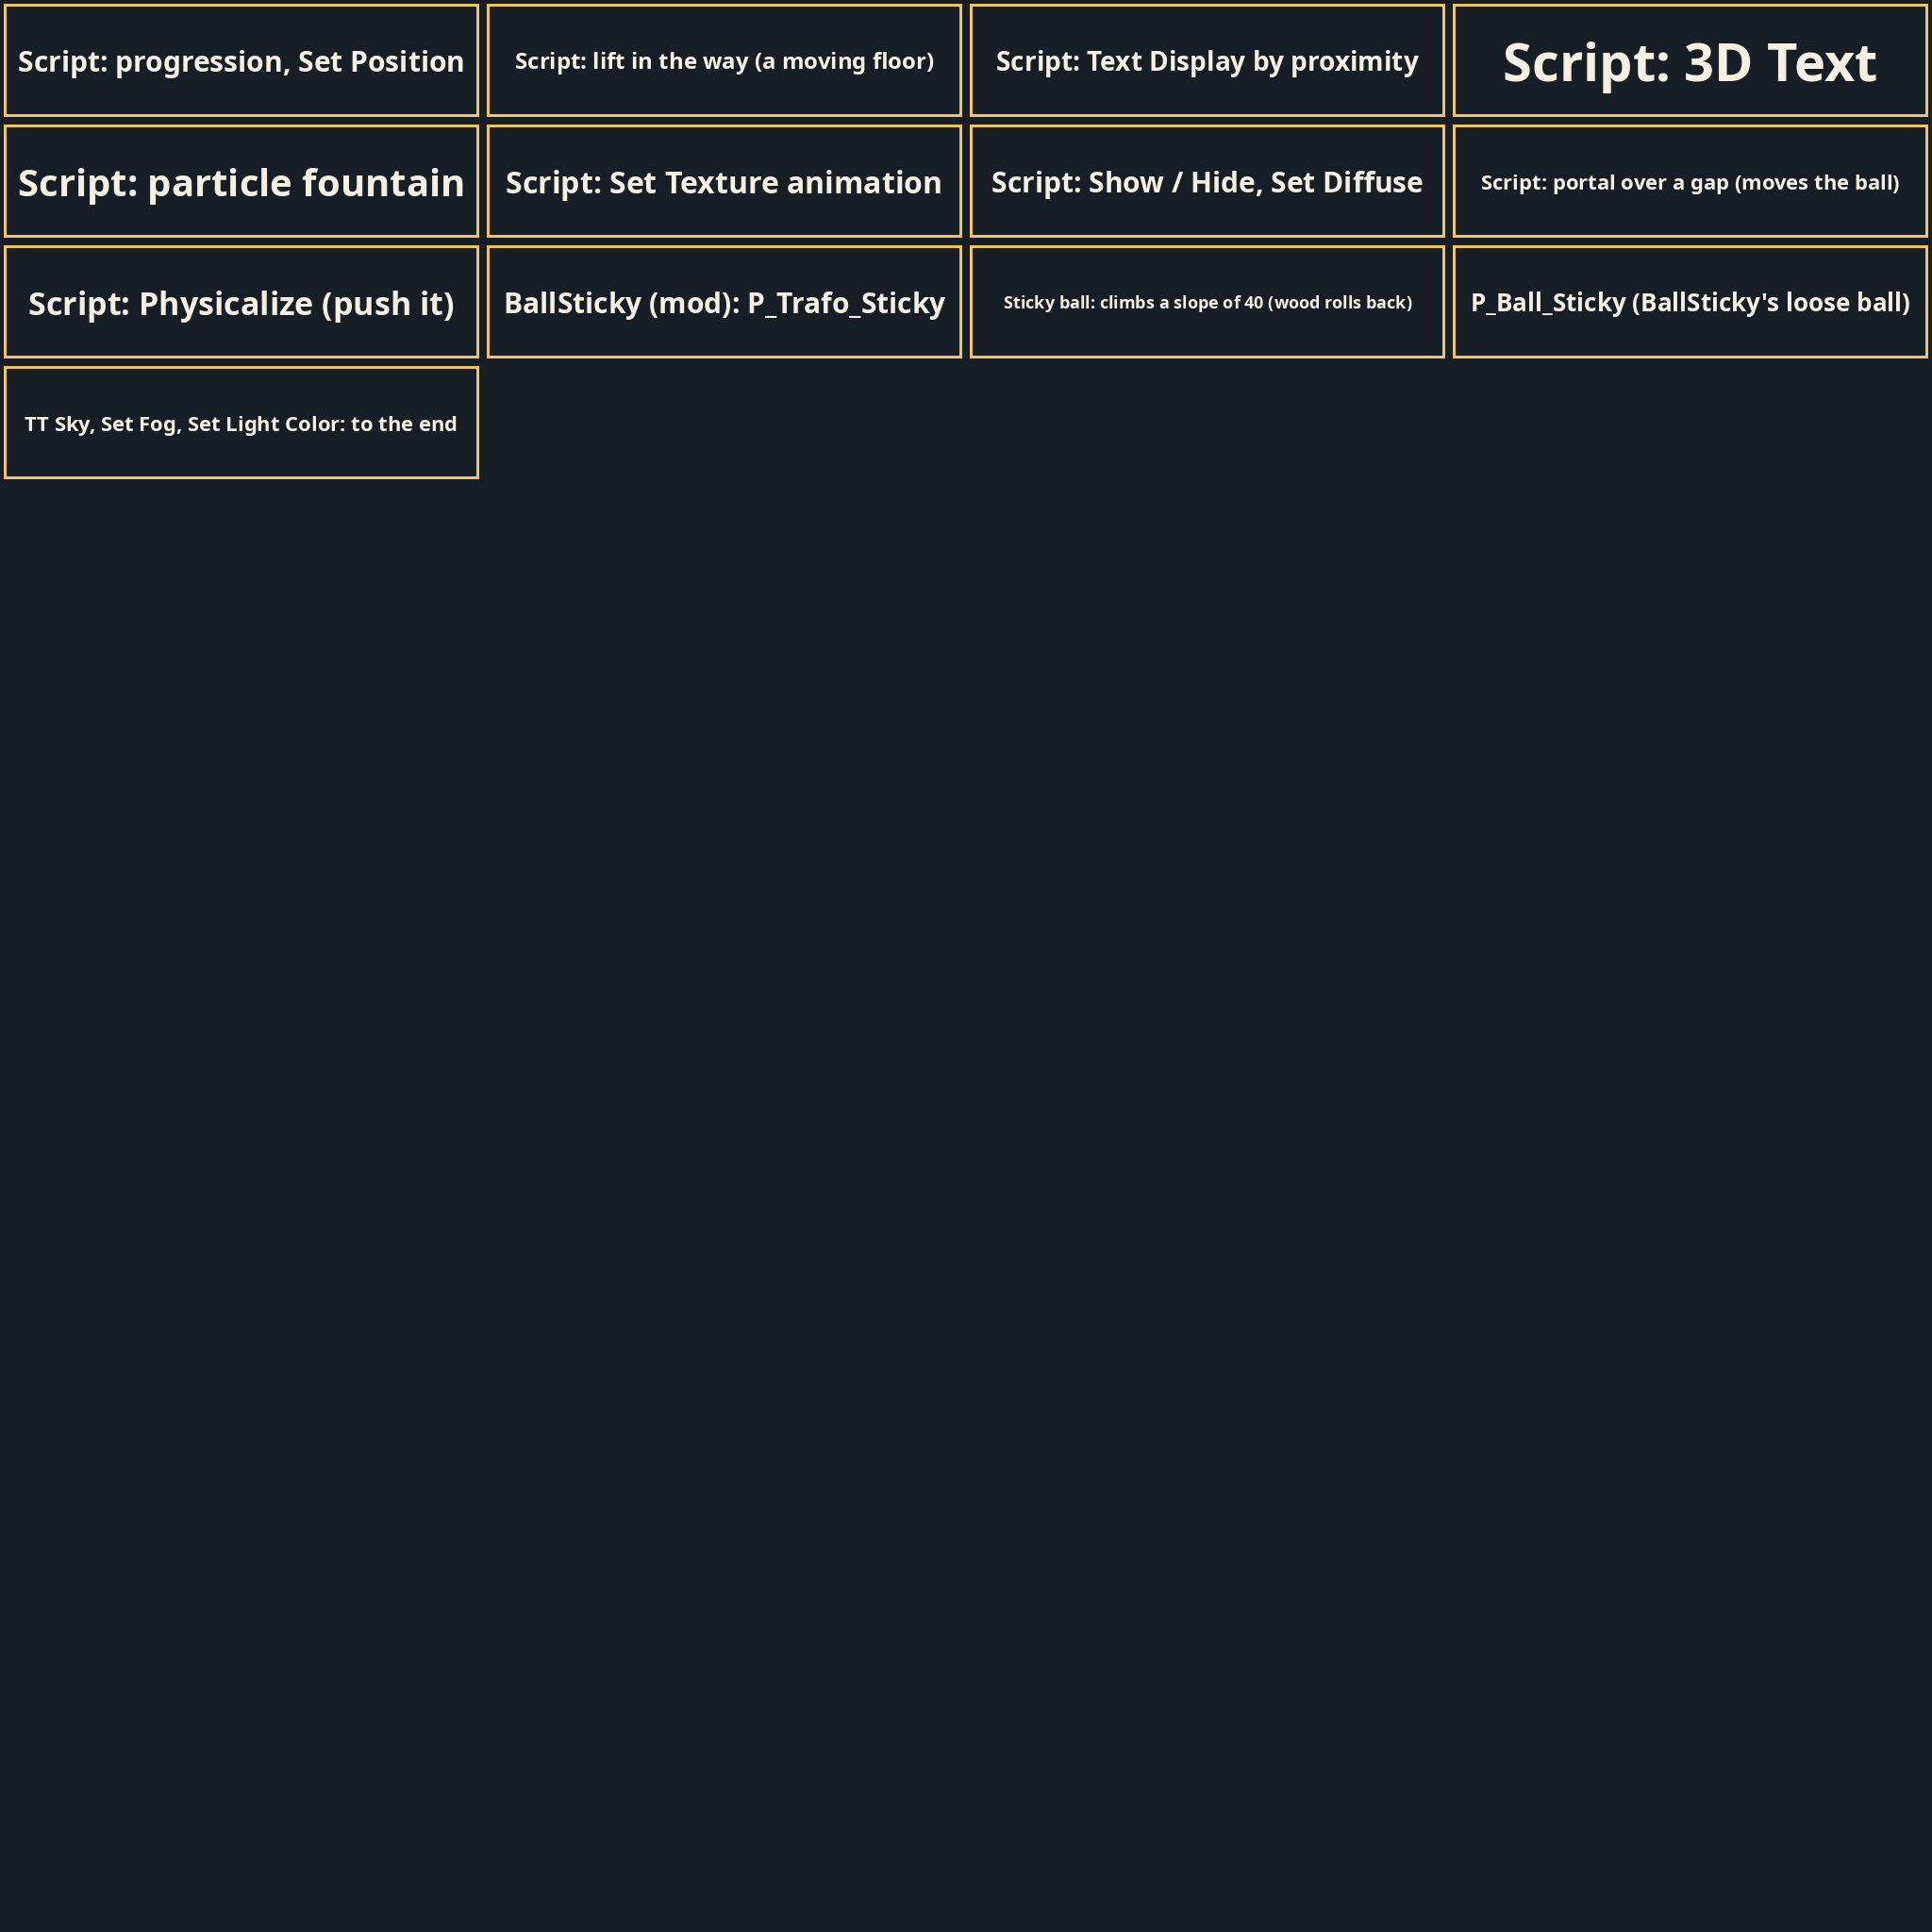 Script: progression, Set Position
Script: lift in the way (a moving floor)
Script: Text Display by proximity
Script: 3D Text
Script: particle fountain
Script: Set Texture animation
Script: Show / Hide, Set Diffuse
Script: portal over a gap (moves the ball)
Script: Physicalize (push it)
BallSticky (mod): P_Trafo_Sticky
Sticky ball: climbs a slope of 40 (wood rolls back)
P_Ball_Sticky (BallSticky's loose ball)
TT Sky, Set Fog, Set Light Color: to the end